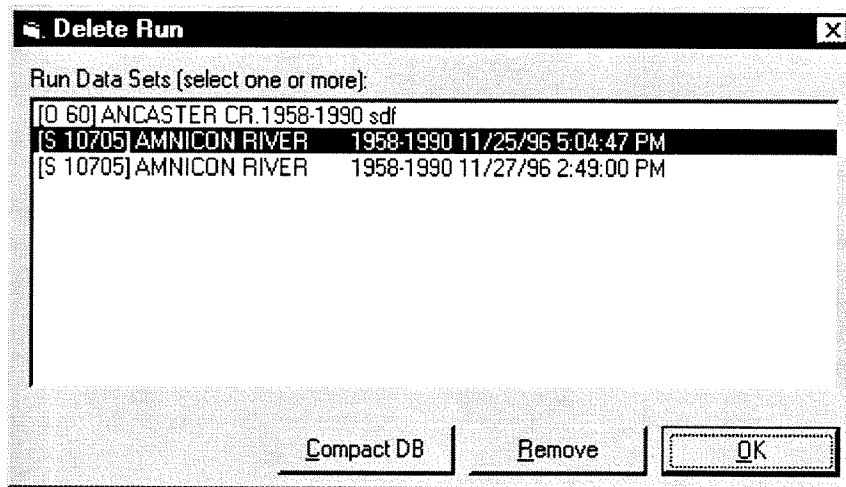 Delete Run
Run Data Sets (select one or more):
[O 60] ANCASTER CR.1958-1990 sdf
[S 10705] AMNICON RIVER 1958-1990 11/25/96 5:04:47 PM
[S 10705] AMNICON RIVER 1958-1990 11/27/96 2:49:00 PM
Compact DB Remove OK